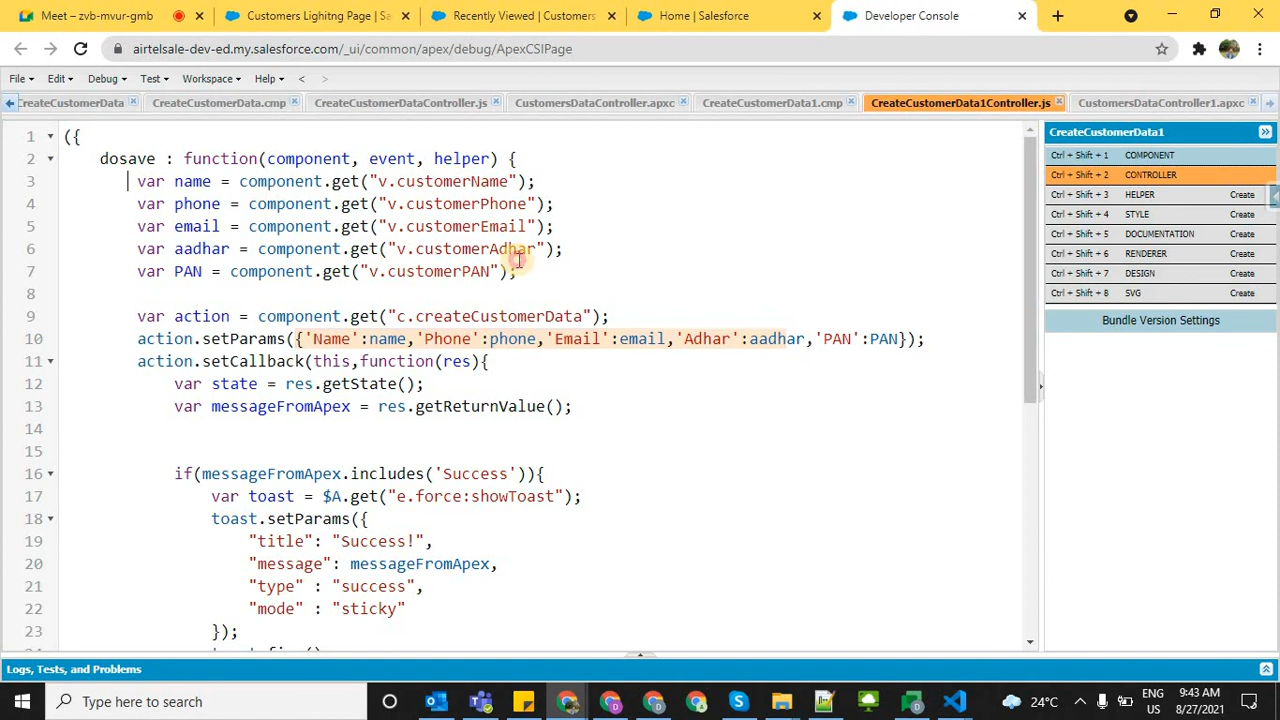 Meet – zvb-mvur-gmb
Customers Lighitng Page | Sa
Recently Viewed | Customers
Home | Salesforce
Developer Console
airtelsale-dev-ed.my.salesforce.com/_ui/common/apex/debug/ApexCSIPage
File Edit Debug Test Workspace Help < >
CreateCustomerData
CreateCustomerData.cmp
CreateCustomerDataController.js
CustomersDataController.apxc
CreateCustomerData1.cmp
CreateCustomerData1Controller.js
CustomersDataController1.apxc
1 ({
2 dosave : function(component, event, helper) {
3 var name = component.get("v.customerName");
4 var phone = component.get("v.customerPhone");
5 var email = component.get("v.customerEmail");
6 var aadhar = component.get("v.customerAdhar");
7 var PAN = component.get("v.customerPAN");
8
9 var action = component.get("c.createCustomerData");
10 action.setParams({'Name':name,'Phone':phone,'Email':email,'Adhar':aadhar,'PAN':PAN});
11 action.setCallback(this,function(res){
12 var state = res.getState();
13 var messageFromApex = res.getReturnValue();
14
15
16 if(messageFromApex.includes('Success')){
17 var toast = $A.get("e.force:showToast");
18 toast.setParams({
19 "title": "Success!",
20 "message": messageFromApex,
21 "type" : "success",
22 "mode" : "sticky"
23 });
CreateCustomerData1
Ctrl + Shift + 1 COMPONENT
Ctrl + Shift + 2 CONTROLLER
Ctrl + Shift + 3 HELPER Create
Ctrl + Shift + 4 STYLE Create
Ctrl + Shift + 5 DOCUMENTATION Create
Ctrl + Shift + 6 RENDERER Create
Ctrl + Shift + 7 DESIGN Create
Ctrl + Shift + 8 SVG Create
Bundle Version Settings
Logs, Tests, and Problems
Type here to search
24°C
ENG
US
9:43 AM
8/27/2021